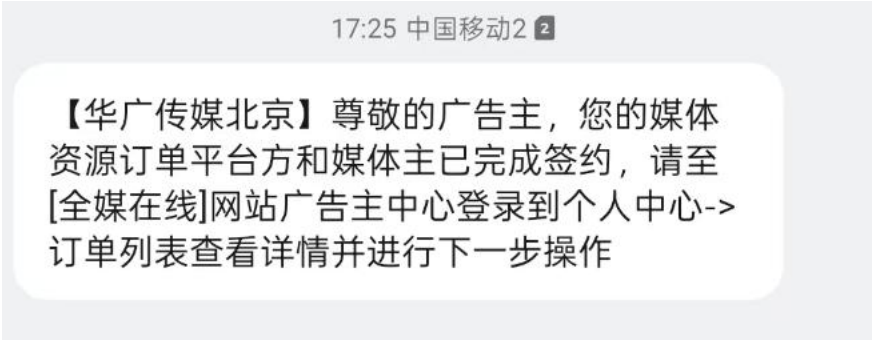 17:25 中国移动2 2
【华广传媒北京】尊敬的广告主，您的媒体
资源订单平台方和媒体主已完成签约，请至
[全媒在线]网站广告主中心登录到个人中心->
订单列表查看详情并进行下一步操作